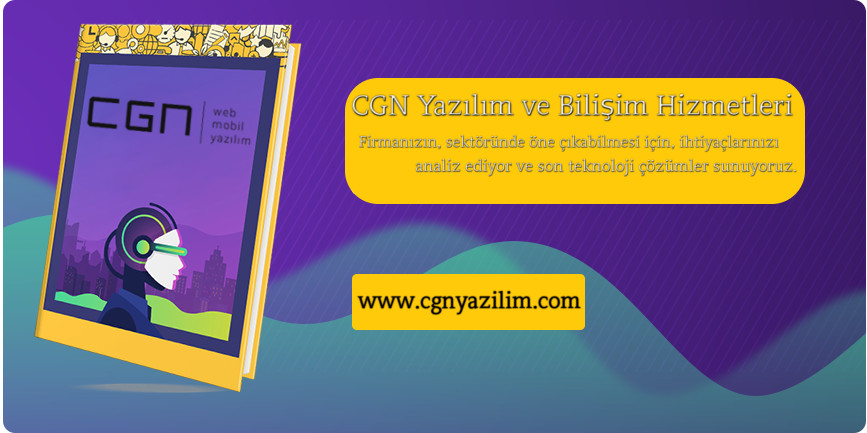 CGN
web
mobil
yazılım
CGN Yazılım ve Bilişim Hizmetleri
Firmanızın, sektöründe öne çıkabilmesi için, ihtiyaçlarınızı
analiz ediyor ve son teknoloji çözümler sunuyoruz.
www.cgnyazilim.com